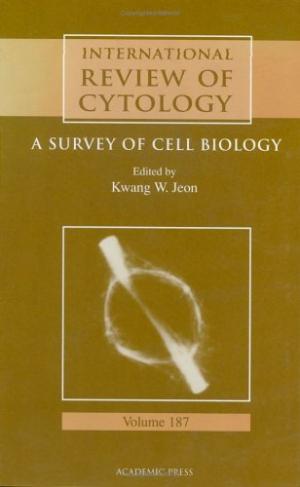 INTERNATIONAL
REVIEW OF
CYTOLOGY
A SURVEY OF CELL BIOLOGY
Edited by
Kwang W. Jeon
Volume 187
ACADEMIC PRESS